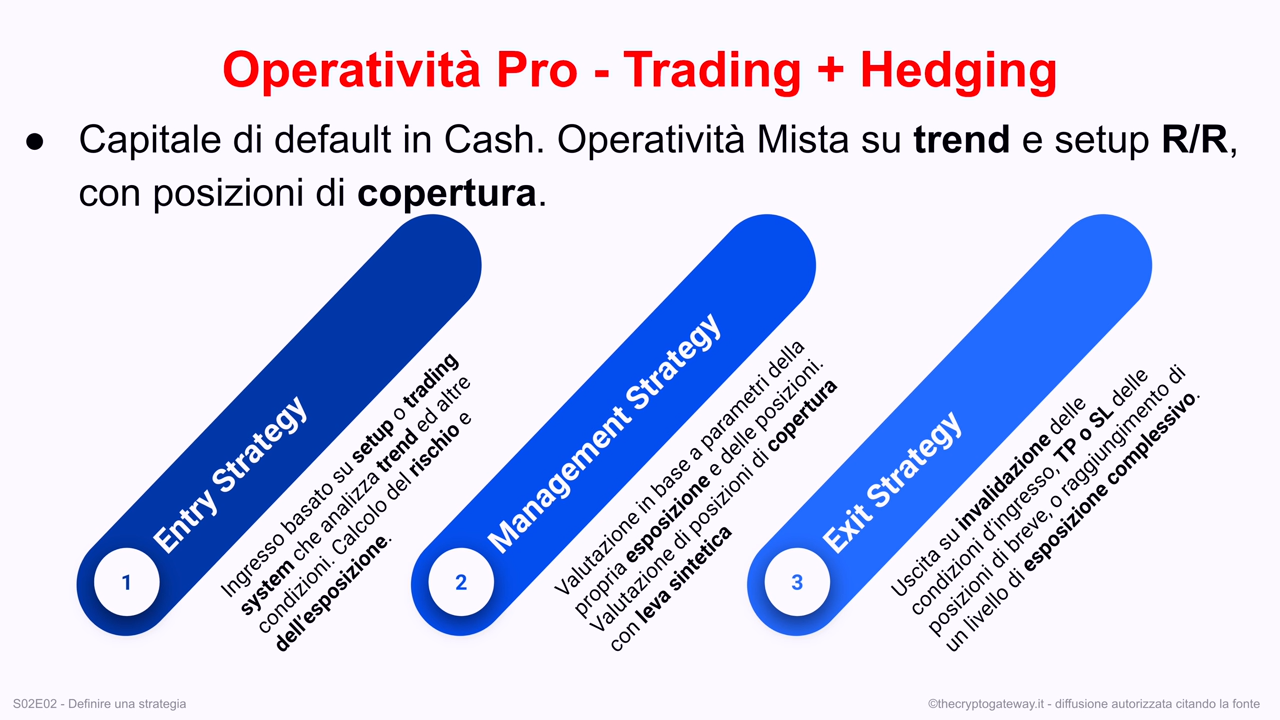 Operatività Pro - Trading + Hedging
● Capitale di default in Cash. Operatività Mista su trend e setup R/R,
con posizioni di copertura.
1
Entry Strategy
Ingresso basato su setup o trading
system che analizza trend ed altre
condizioni. Calcolo del rischio e
dell'esposizione.
2
Management Strategy
Valutazione in base a parametri della
propria esposizione e delle posizioni.
Valutazione di posizioni di copertura
con leva sintetica
3
Exit Strategy
Uscita su invalidazione delle
condizioni d'ingresso, TP o SL delle
posizioni di breve, o raggiungimento di
un livello di esposizione complessivo.
S02E02 - Definire una strategia
©thecryptogateway.it - diffusione autorizzata citando la fonte